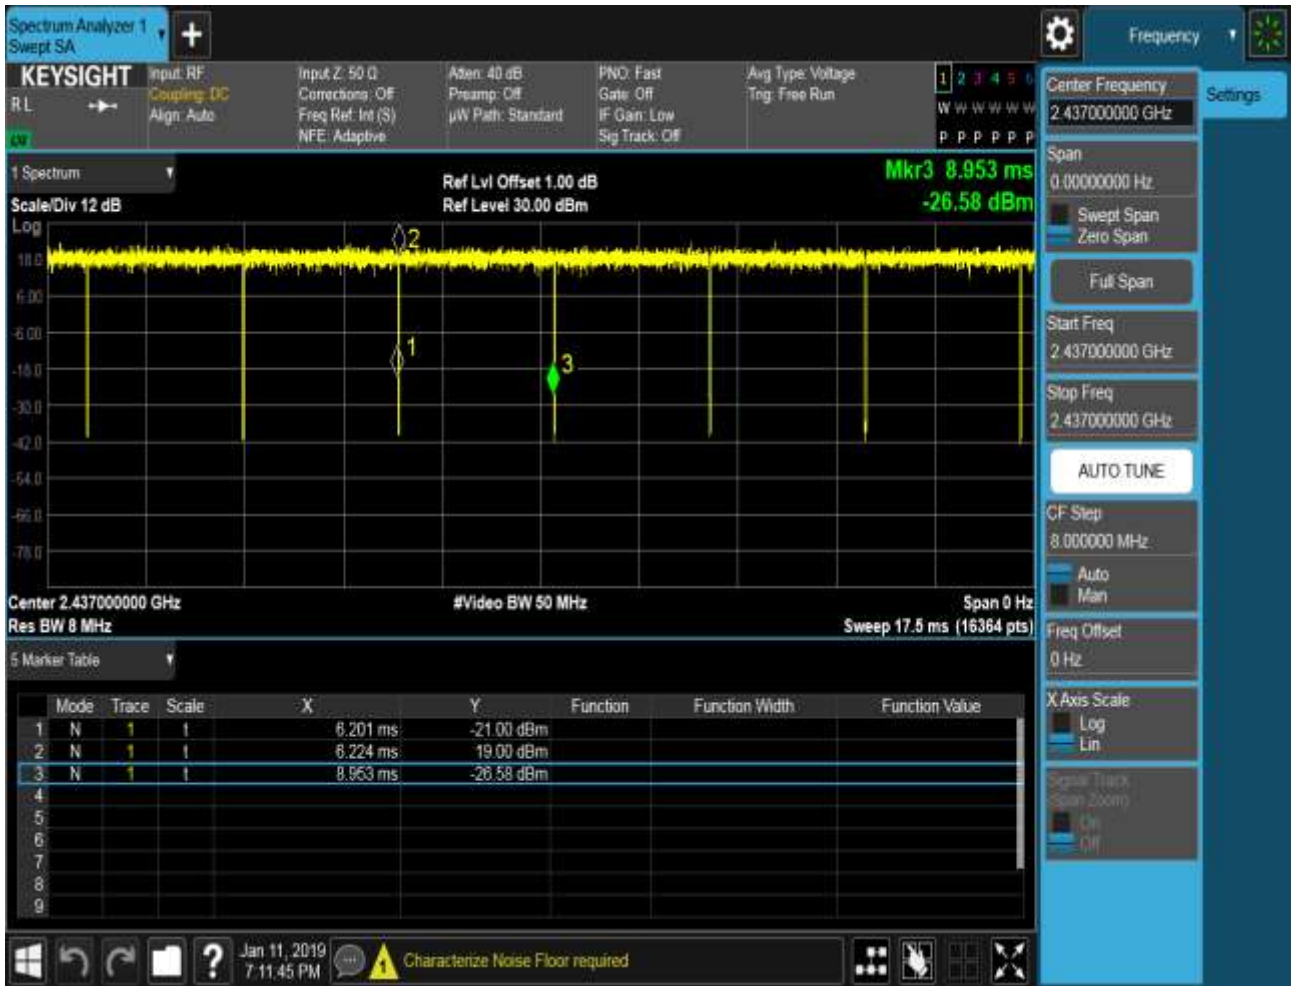 Spectrum Analyzer 1
Swept SA
+
Frequency
KEYSIGHT
RL
Input: RF
Coupling: DC
Align: Auto
Input Z: 50 Ω
Corrections: Off
Freq Ref: Int (S)
NFE: Adaptive
Atten: 40 dB
Preamp: Off
µW Path: Standard
PNO: Fast
Gate: Off
IF Gain: Low
Sig Track: Off
Avg Type: Voltage
Trig: Free Run
1 2 3 4 5 6
W W W W W W
P P P P P P
1 Spectrum
Scale/Div 12 dB
Ref Lvl Offset 1.00 dB
Ref Level 30.00 dBm
Mkr3 8.953 ms
-26.58 dBm
Log
18.0
6.00
-6.00
-18.0
-30.0
-42.0
-54.0
-66.0
-78.0
2
1
3
Center 2.437000000 GHz
#Video BW 50 MHz
Span 0 Hz
Res BW 8 MHz
Sweep 17.5 ms (16364 pts)
5 Marker Table
Mode Trace Scale X Y Function Function Width Function Value
1 N 1 t 6.201 ms -21.00 dBm
2 N 1 t 6.224 ms 19.00 dBm
3 N 1 t 8.953 ms -26.58 dBm
4
5
6
7
8
9
Jan 11, 2019
7:11:45 PM
Characterize Noise Floor required
Settings
Center Frequency
2.437000000 GHz
Span
0.00000000 Hz
Swept Span
Zero Span
Full Span
Start Freq
2.437000000 GHz
Stop Freq
2.437000000 GHz
AUTO TUNE
CF Step
8.000000 MHz
Auto
Man
Freq Offset
0 Hz
X Axis Scale
Log
Lin
Signal Track
(Span Zoom)
On
Off